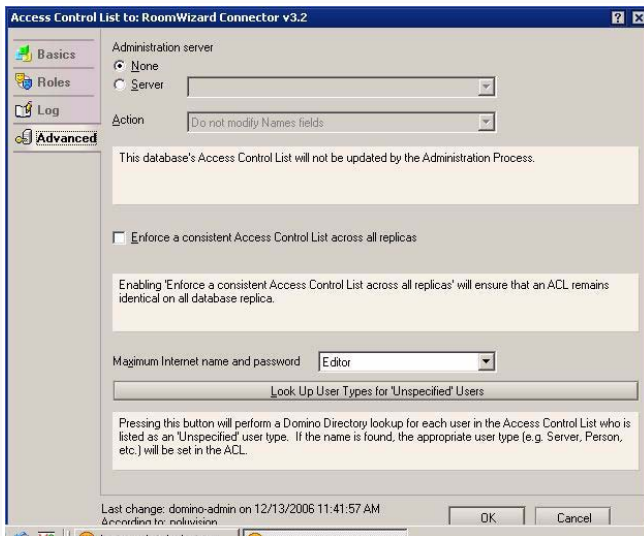 Access Control List to: RoomWizard Connector v3.2
Basics
Roles
Log
Advanced
Administration server
None
Server
Action
Do not modify Names fields
This database's Access Control List will not be updated by the Administration Process.
Enforce a consistent Access Control List across all replicas
Enabling 'Enforce a consistent Access Control List across all replicas' will ensure that an ACL remains
identical on all database replica.
Maximum Internet name and password
Editor
Look Up User Types for 'Unspecified' Users
Pressing this button will perform a Domino Directory lookup for each user in the Access Control List who is
listed as an 'Unspecified' user type. If the name is found, the appropriate user type (e.g. Server, Person,
etc.) will be set in the ACL.
Last change: domino-admin on 12/13/2006 11:41:57 AM
According to: polyvision
OK
Cancel